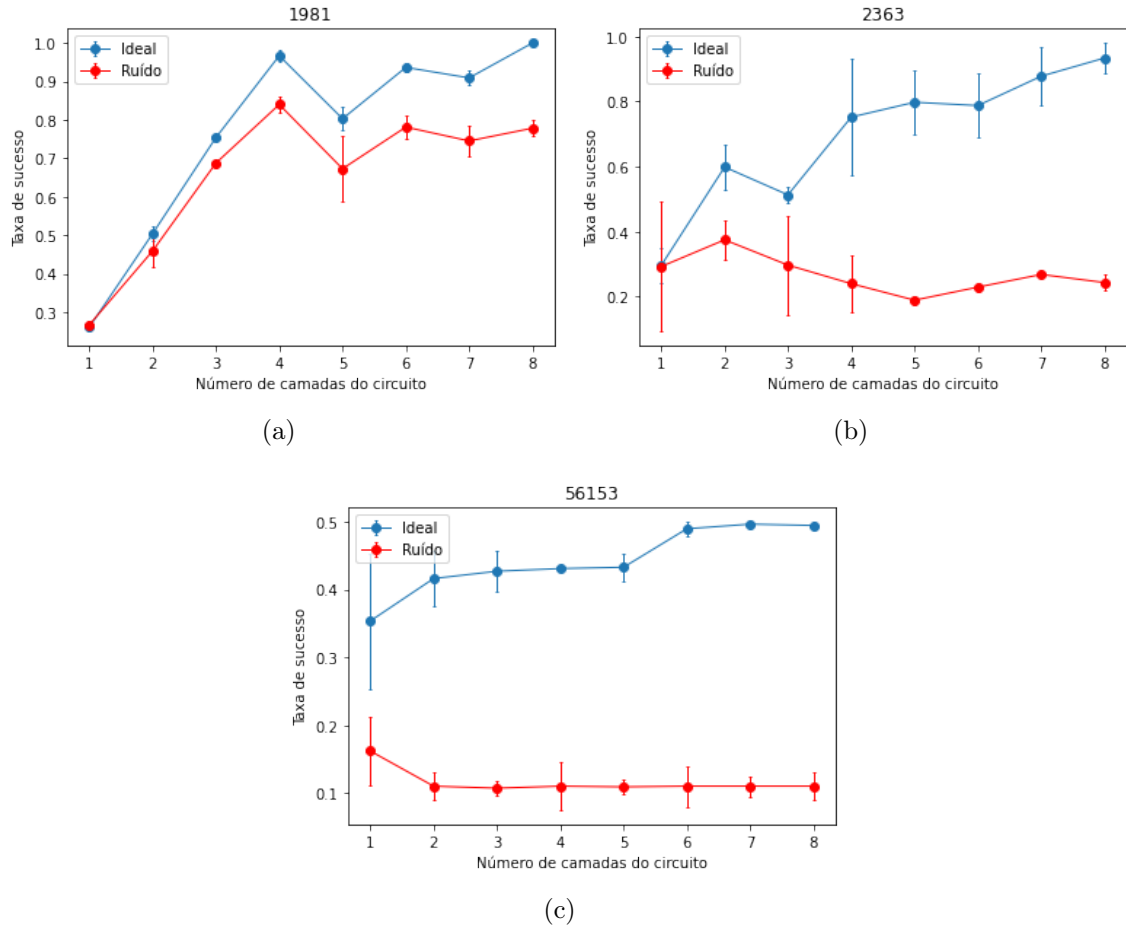 1981
Ideal
Ruído
Taxa de sucesso
1.0
0.9
0.8
0.7
0.6
0.5
0.4
0.3
1 2 3 4 5 6 7 8
Número de camadas do circuito
(a)
2363
Ideal
Ruído
Taxa de sucesso
1.0
0.8
0.6
0.4
0.2
1 2 3 4 5 6 7 8
Número de camadas do circuito
(b)
56153
Ideal
Ruído
Taxa de sucesso
0.5
0.4
0.3
0.2
0.1
1 2 3 4 5 6 7 8
Número de camadas do circuito
(c)